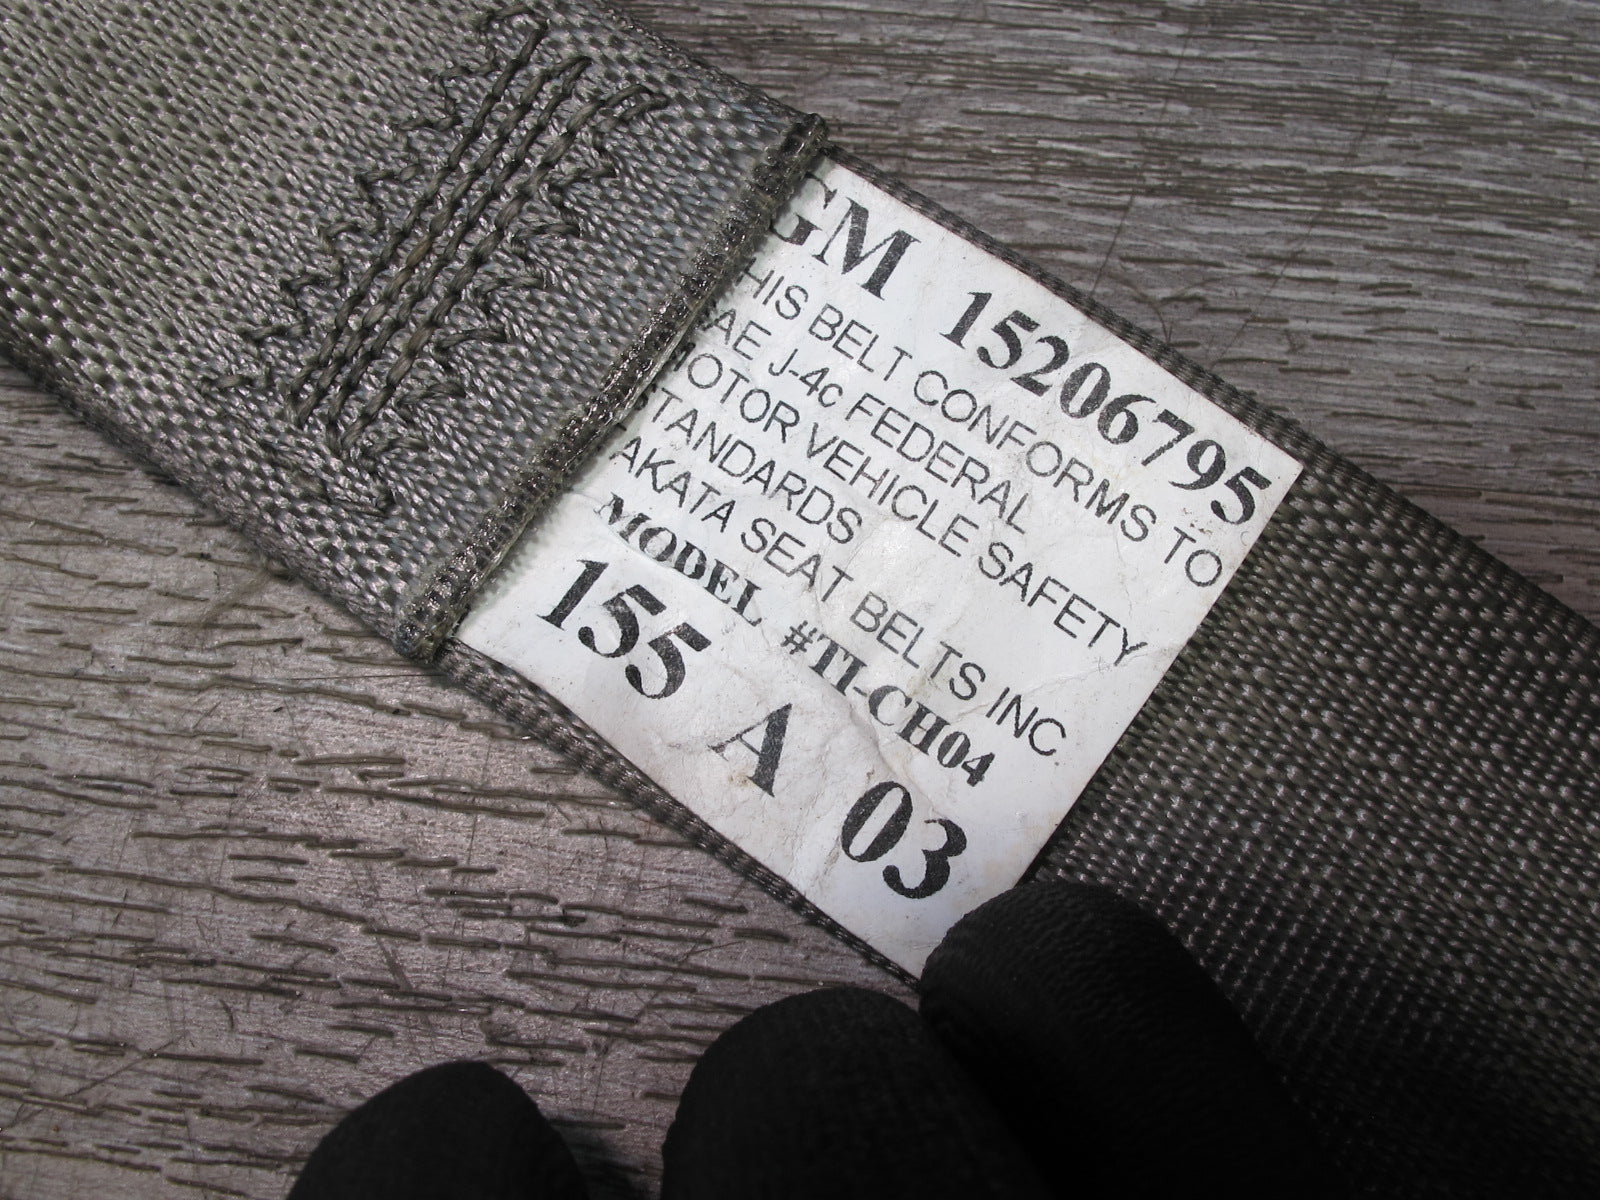 GM 15206795
HIS BELT CONFORMS TO
AE J-4c FEDERAL
OTOR VEHICLE SAFETY
STANDARDS
AKATA SEAT BELTS INC
MODEL #TI-CH04
155 A 03